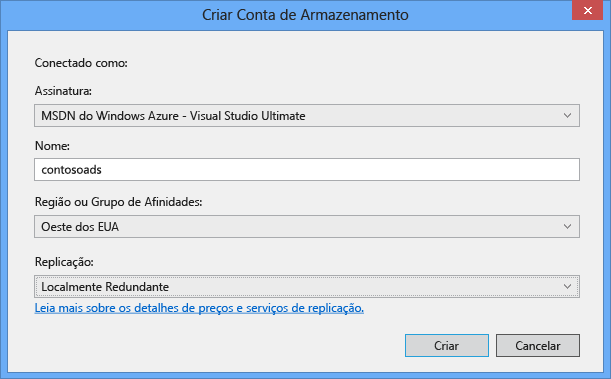 Criar Conta de Armazenamento
Conectado como:
Assinatura:
MSDN do Windows Azure - Visual Studio Ultimate
Nome:
contosoads
Região ou Grupo de Afinidades:
Oeste dos EUA
Replicação:
Localmente Redundante
Leia mais sobre os detalhes de preços e serviços de replicação.
Criar
Cancelar